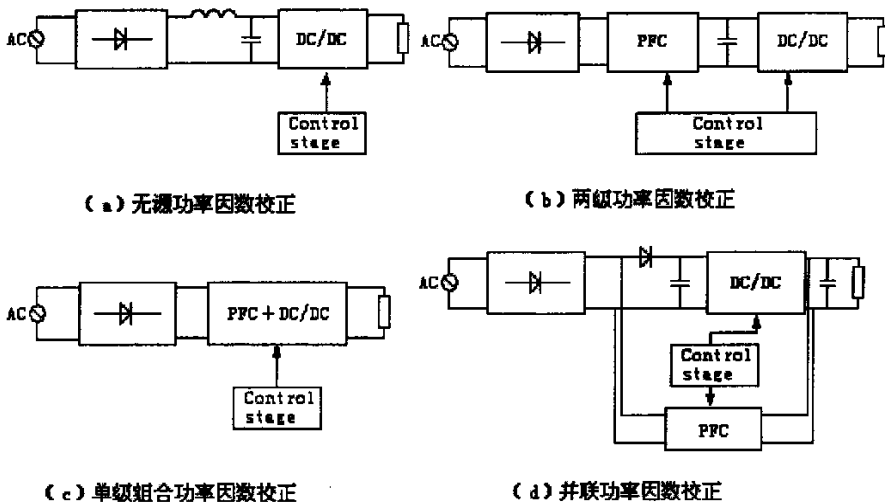 AC
DC/DC
Control
stage
(a)无源功率因数校正
AC
PFC
DC/DC
Control
stage
(b)两级功率因数校正
AC
PFC+DC/DC
Control
stage
(c)单级组合功率因数校正
AC
DC/DC
Control
stage
PFC
(d)并联功率因数校正